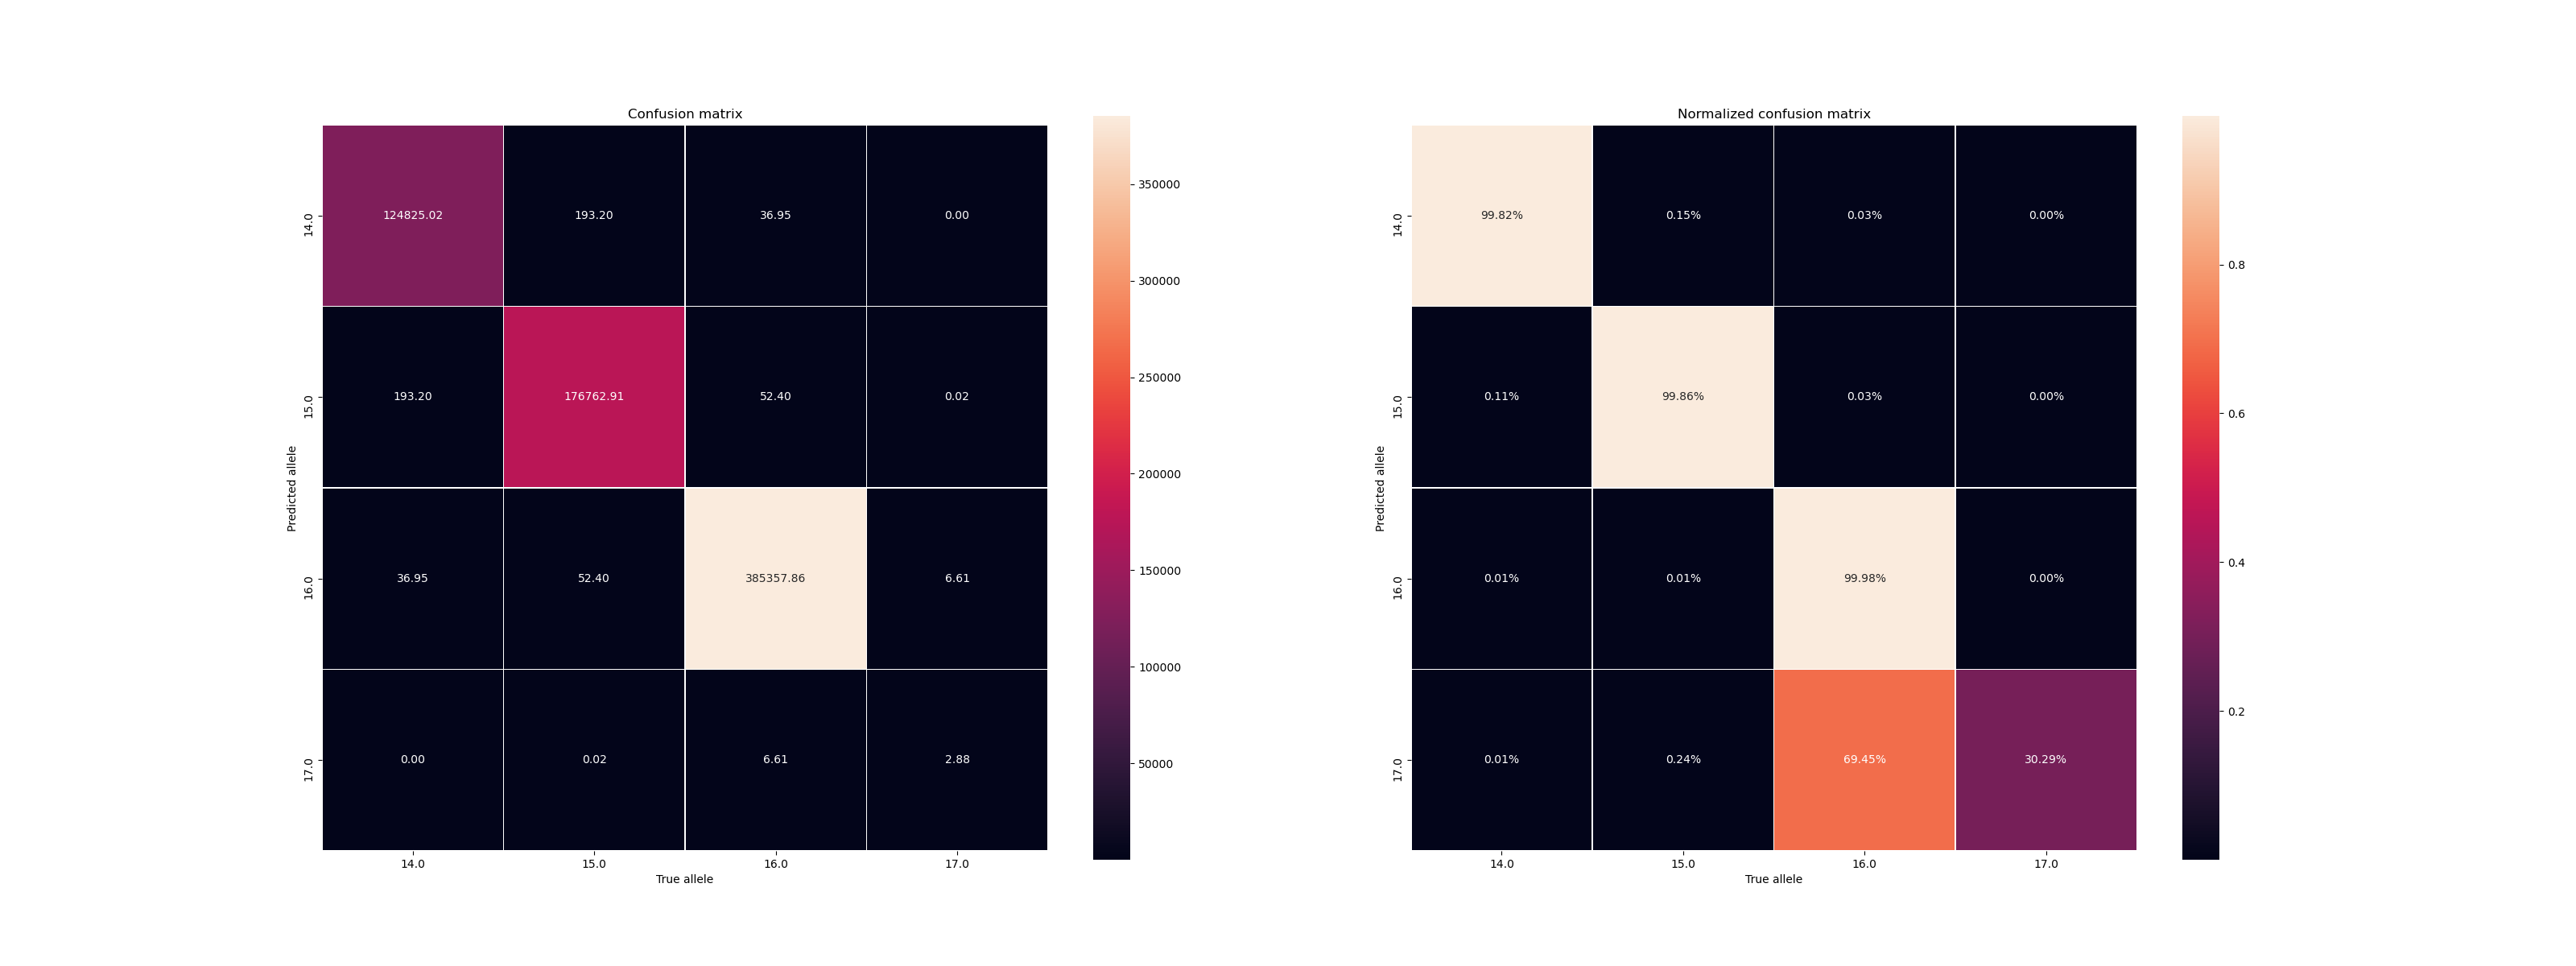 Confusion matrix
124825.02 193.20 36.95 0.00
193.20 176762.91 52.40 0.02
36.95 52.40 385357.86 6.61
0.00 0.02 6.61 2.88
14.0
15.0
16.0
17.0
Predicted allele
14.0 15.0 16.0 17.0
True allele
350000
300000
250000
200000
150000
100000
50000
Normalized confusion matrix
99.82% 0.15% 0.03% 0.00%
0.11% 99.86% 0.03% 0.00%
0.01% 0.01% 99.98% 0.00%
0.01% 0.24% 69.45% 30.29%
14.0
15.0
16.0
17.0
Predicted allele
14.0 15.0 16.0 17.0
True allele
0.8
0.6
0.4
0.2